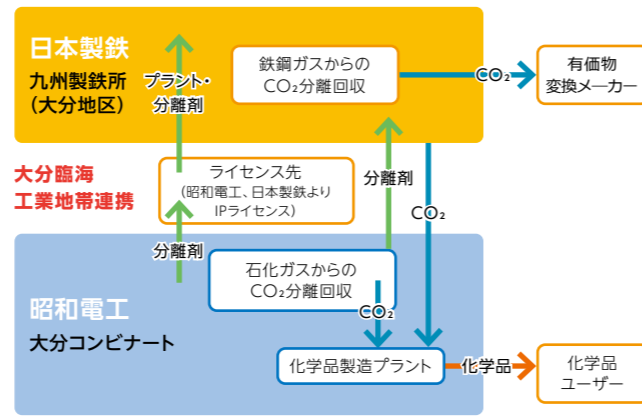 日本製鉄
九州製鉄所
(大分地区)
プラント・
分離剤
鉄鋼ガスからの
CO₂分離回収
CO₂
有価物
変換メーカー
大分臨海
工業地帯連携
ライセンス先
(昭和電工、日本製鉄より
IPライセンス)
分離剤
CO₂
分離剤
昭和電工
大分コンビナート
石化ガスからの
CO₂分離回収
CO₂
化学品製造プラント
化学品
化学品
ユーザー